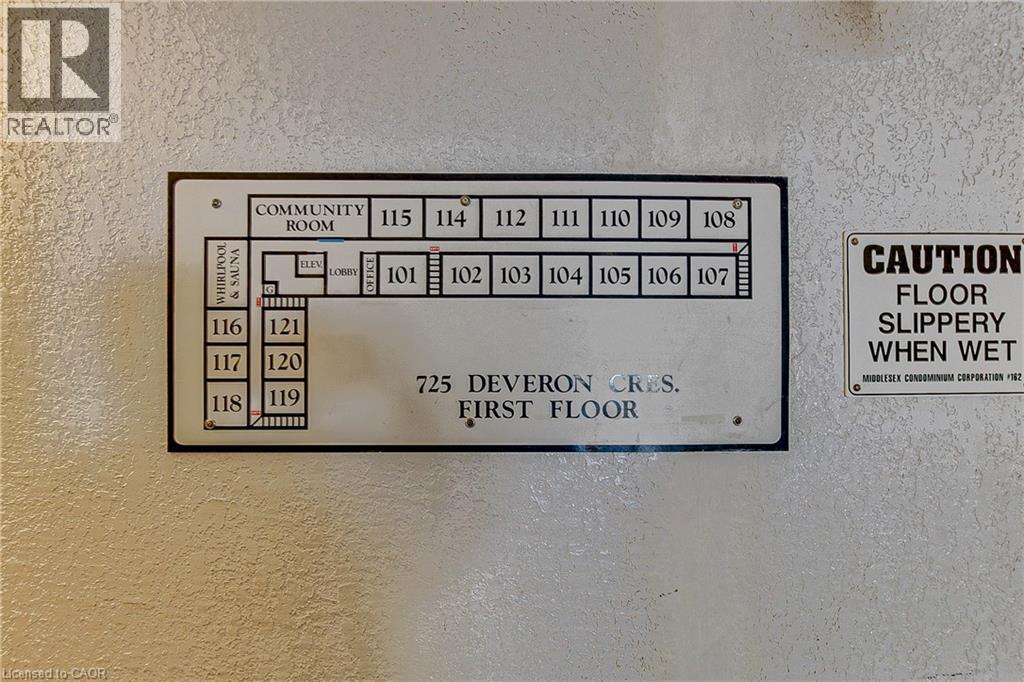 REALTOR®
COMMUNITY
ROOM
115
114
112
111
110
109
108
WHIRLPOOL
& SAUNA
ELEV.
LOBBY
OFFICE
101
102
103
104
105
106
107
G
116
121
117
120
118
119
725 DEVERON CRES.
FIRST FLOOR
CAUTION
FLOOR
SLIPPERY
WHEN WET
MIDDLESEX CONDOMINIUM CORPORATION #162
Licensed to CAOR